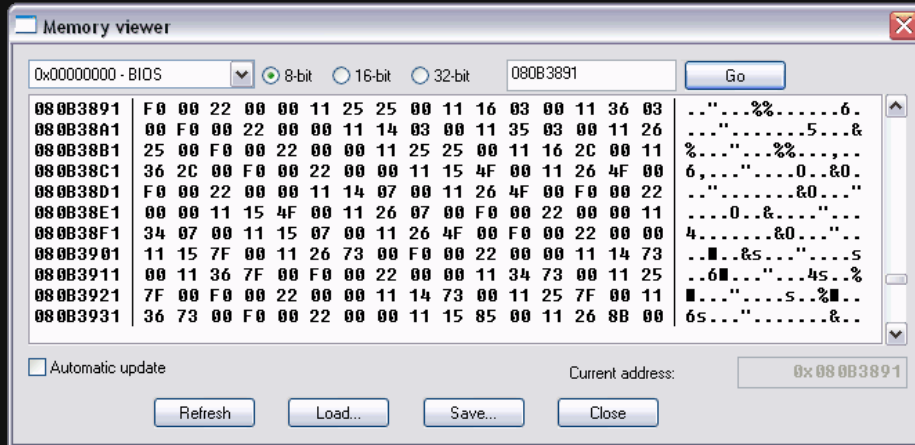 Memory viewer
0x00000000 - BIOS 8-bit 16-bit 32-bit 080B3891 Go
080B3891 F0 00 22 00 00 11 25 25 00 11 16 03 00 11 36 03 .."...%%......6.
080B38A1 00 F0 00 22 00 00 11 14 03 00 11 35 03 00 11 26 ...".......5...&
080B38B1 25 00 F0 00 22 00 00 11 25 25 00 11 16 2C 00 11 %..."...%%...,..
080B38C1 36 2C 00 F0 00 22 00 00 11 15 4F 00 11 26 4F 00 6,..."....O..&O.
080B38D1 F0 00 22 00 00 11 14 07 00 11 26 4F 00 F0 00 22 ..".......&O..."
080B38E1 00 00 11 15 4F 00 11 26 07 00 F0 00 22 00 00 11 ....O..&...."...
080B38F1 34 07 00 11 15 07 00 11 26 4F 00 F0 00 22 00 00 4.......&O..."..
080B3901 11 15 7F 00 11 26 73 00 F0 00 22 00 00 11 14 73 ..■..&s..."....s
080B3911 00 11 36 7F 00 F0 00 22 00 00 11 34 73 00 11 25 ..6■..."...4s..%
080B3921 7F 00 F0 00 22 00 00 11 14 73 00 11 25 7F 00 11 ■..."....s..%■..
080B3931 36 73 00 F0 00 22 00 00 11 15 85 00 11 26 8B 00 6s...".......&..
Automatic update Current address: 0x080B3891
Refresh Load... Save... Close